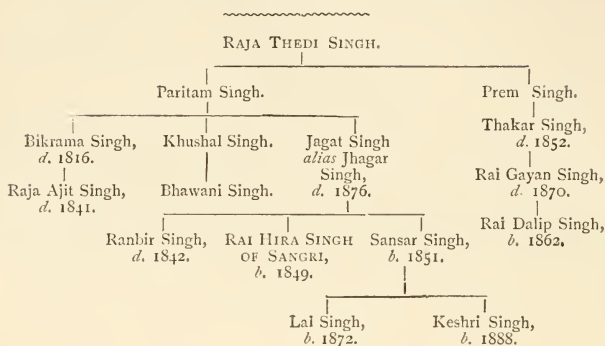 RAJA THEDI SINGH.
Paritam Singh. Prem Singh.
Bikrama Singh, Khushal Singh. Jagat Singh Thakar Singh,
d. 1816. alias Jhagar d. 1852.
Singh,
Raja Ajit Singh, Bhawani Singh. d. 1876. Rai Gayan Singh,
d. 1841. d. 1870.
Ranbir Singh, RAI HIRA SINGH Sansar Singh, Rai Dalip Singh,
d. 1842. OF SANGRI, b. 1851. b. 1862.
b. 1849.
Lal Singh, Keshri Singh,
b. 1872. b. 1888.